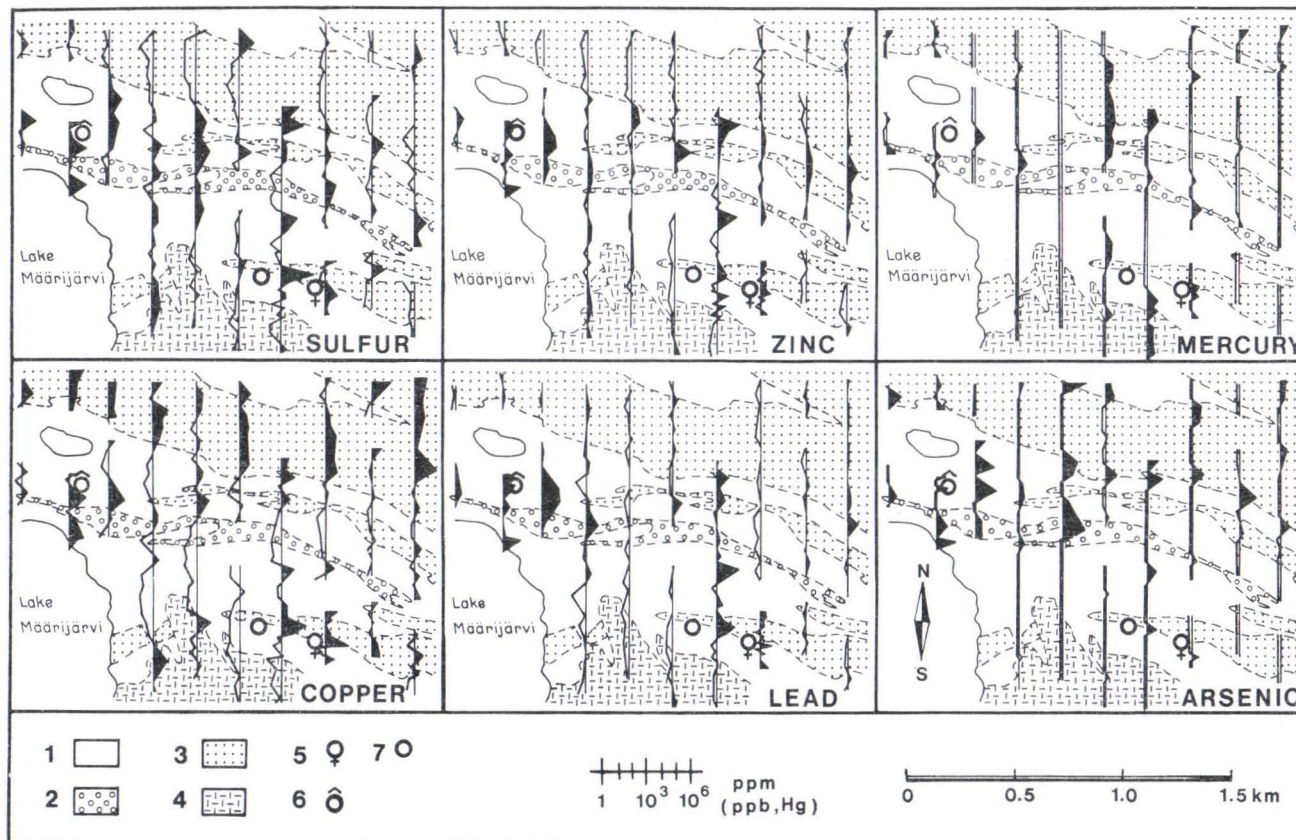 Lake
Määrijärvi
SULFUR
Lake
Määrijärvi
ZINC
Lake
Määrijärvi
MERCURY
Lake
Määrijärvi
COPPER
Lake
Määrijärvi
LEAD
N
S
ARSENIC
1 3 5 ♀ 7
2 4 6
1 10³ 10⁶ ppm
(ppb, Hg)
0 0.5 1.0 1.5 km